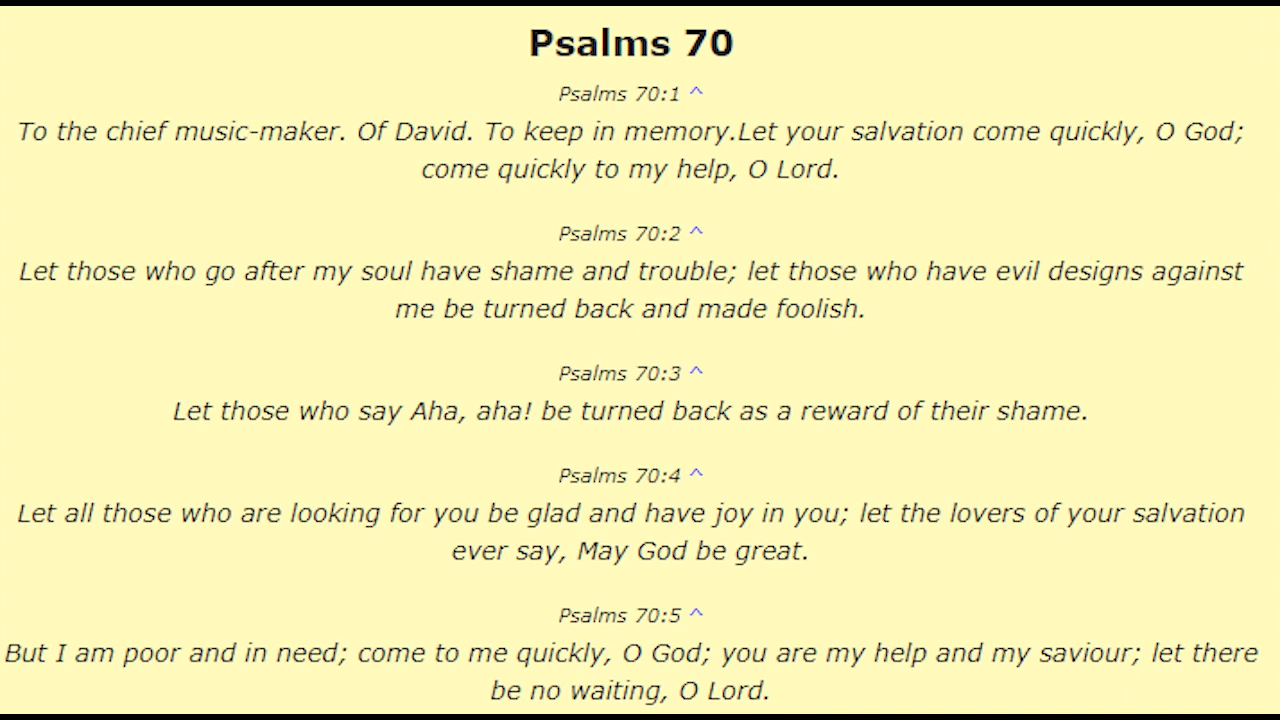 Psalms 70
Psalms 70:1 ^
To the chief music-maker. Of David. To keep in memory.Let your salvation come quickly, O God;
come quickly to my help, O Lord.
Psalms 70:2 ^
Let those who go after my soul have shame and trouble; let those who have evil designs against
me be turned back and made foolish.
Psalms 70:3 ^
Let those who say Aha, aha! be turned back as a reward of their shame.
Psalms 70:4 ^
Let all those who are looking for you be glad and have joy in you; let the lovers of your salvation
ever say, May God be great.
Psalms 70:5 ^
But I am poor and in need; come to me quickly, O God; you are my help and my saviour; let there
be no waiting, O Lord.